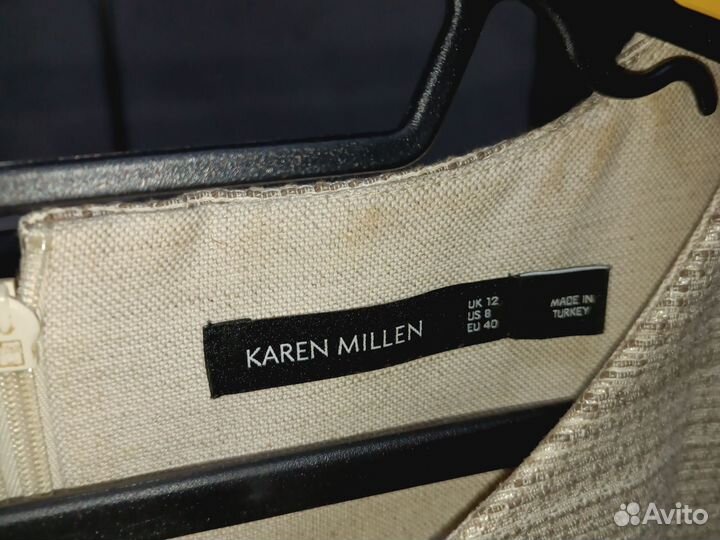 KAREN MILLEN
UK 12
US 8
EU 40
MADE IN
TURKEY
Avito